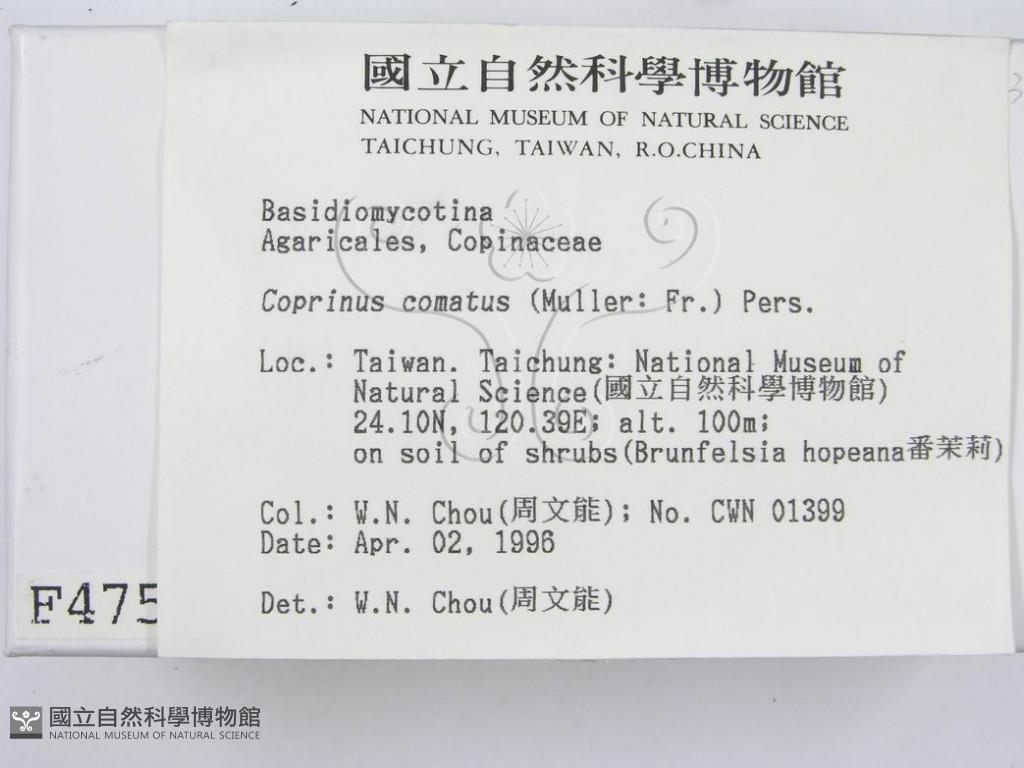 國立自然科學博物館
NATIONAL MUSEUM OF NATURAL SCIENCE
TAICHUNG, TAIWAN, R.O.CHINA
Basidiomycotina
Agaricales, Copinaceae
Coprinus comatus (Muller: Fr.) Pers.
Loc.: Taiwan. Taichung: National Museum of
Natural Science(國立自然科學博物館)
24.10N, 120.39E; alt. 100m;
on soil of shrubs(Brunfelsia hopeana番茉莉)
Col.: W.N. Chou(周文能); No. CWN 01399
Date: Apr. 02, 1996
Det.: W.N. Chou(周文能)
F475
國立自然科學博物館
NATIONAL MUSEUM OF NATURAL SCIENCE